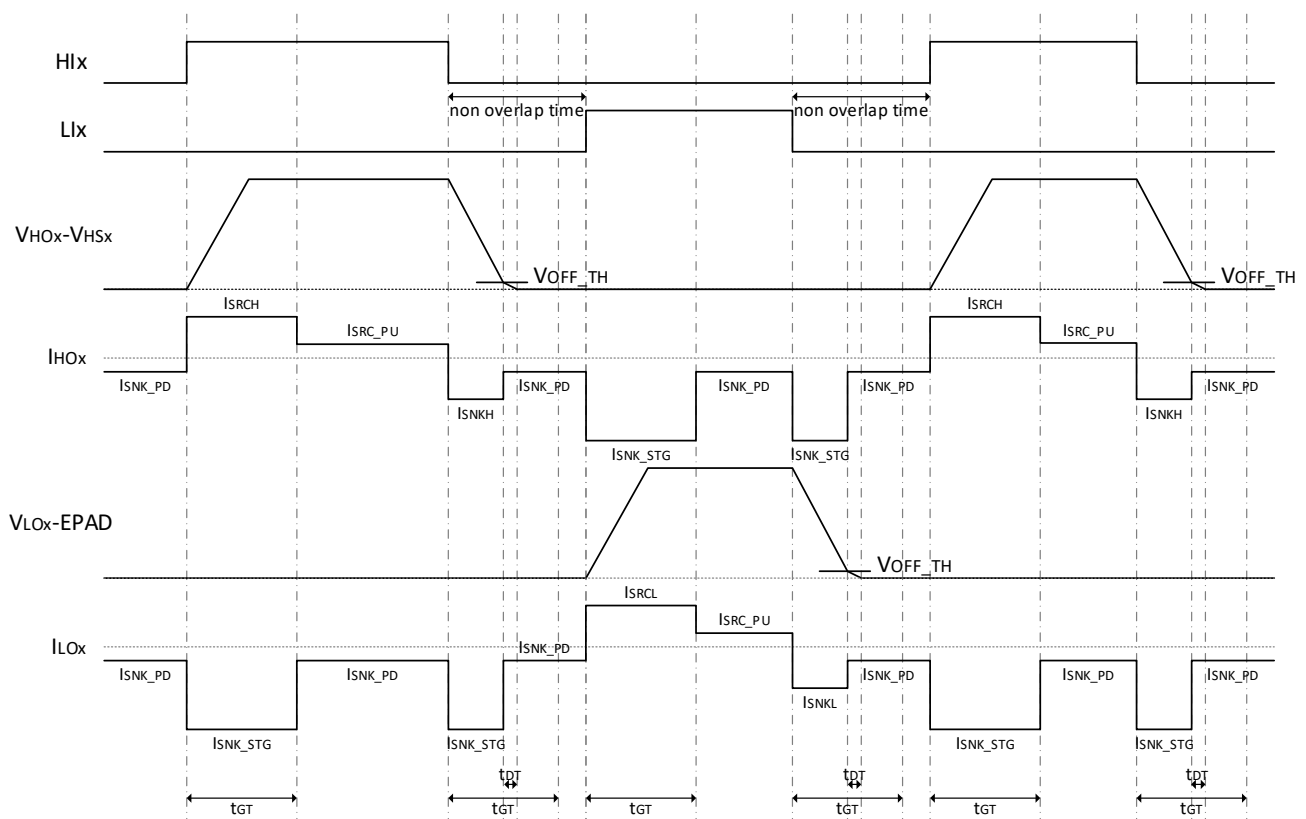 HIx
non overlap time
non overlap time
LIx
VHOx-VHSx
VOFF_TH
VOFF_TH
ISRCH
ISRCH
ISRC_PU
ISRC_PU
IHOx
ISNK_PD
ISNK_PD
ISNK_PD
ISNK_PD
ISNK_PD
ISNKH
ISNKH
ISNK_STG
ISNK_STG
VLOx-EPAD
VOFF_TH
ISRCL
ISRC_PU
ILOx
ISNK_PD
ISNK_PD
ISNK_PD
ISNK_PD
ISNK_PD
ISNK_PD
ISNKL
ISNK_STG
ISNK_STG
ISNK_STG
ISNK_STG
tDT
tDT
tDT
tGT
tGT
tGT
tGT
tGT
tGT